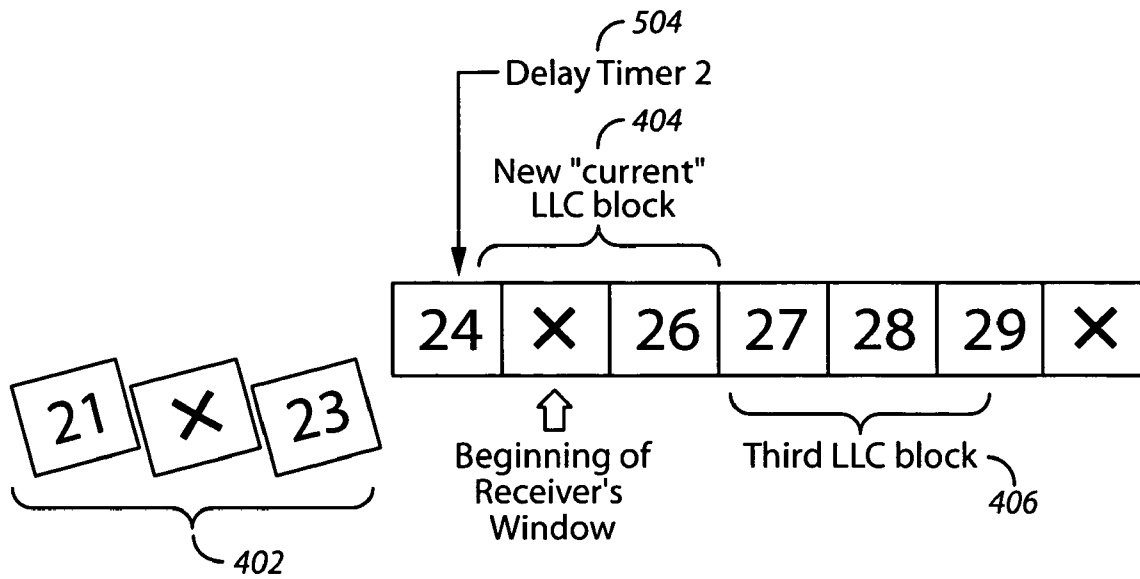 504
Delay Timer 2
404
New "current"
LLC block
24 × 26 27 28 29 ×
21 × 23
Beginning of
Receiver's
Window
Third LLC block
406
402